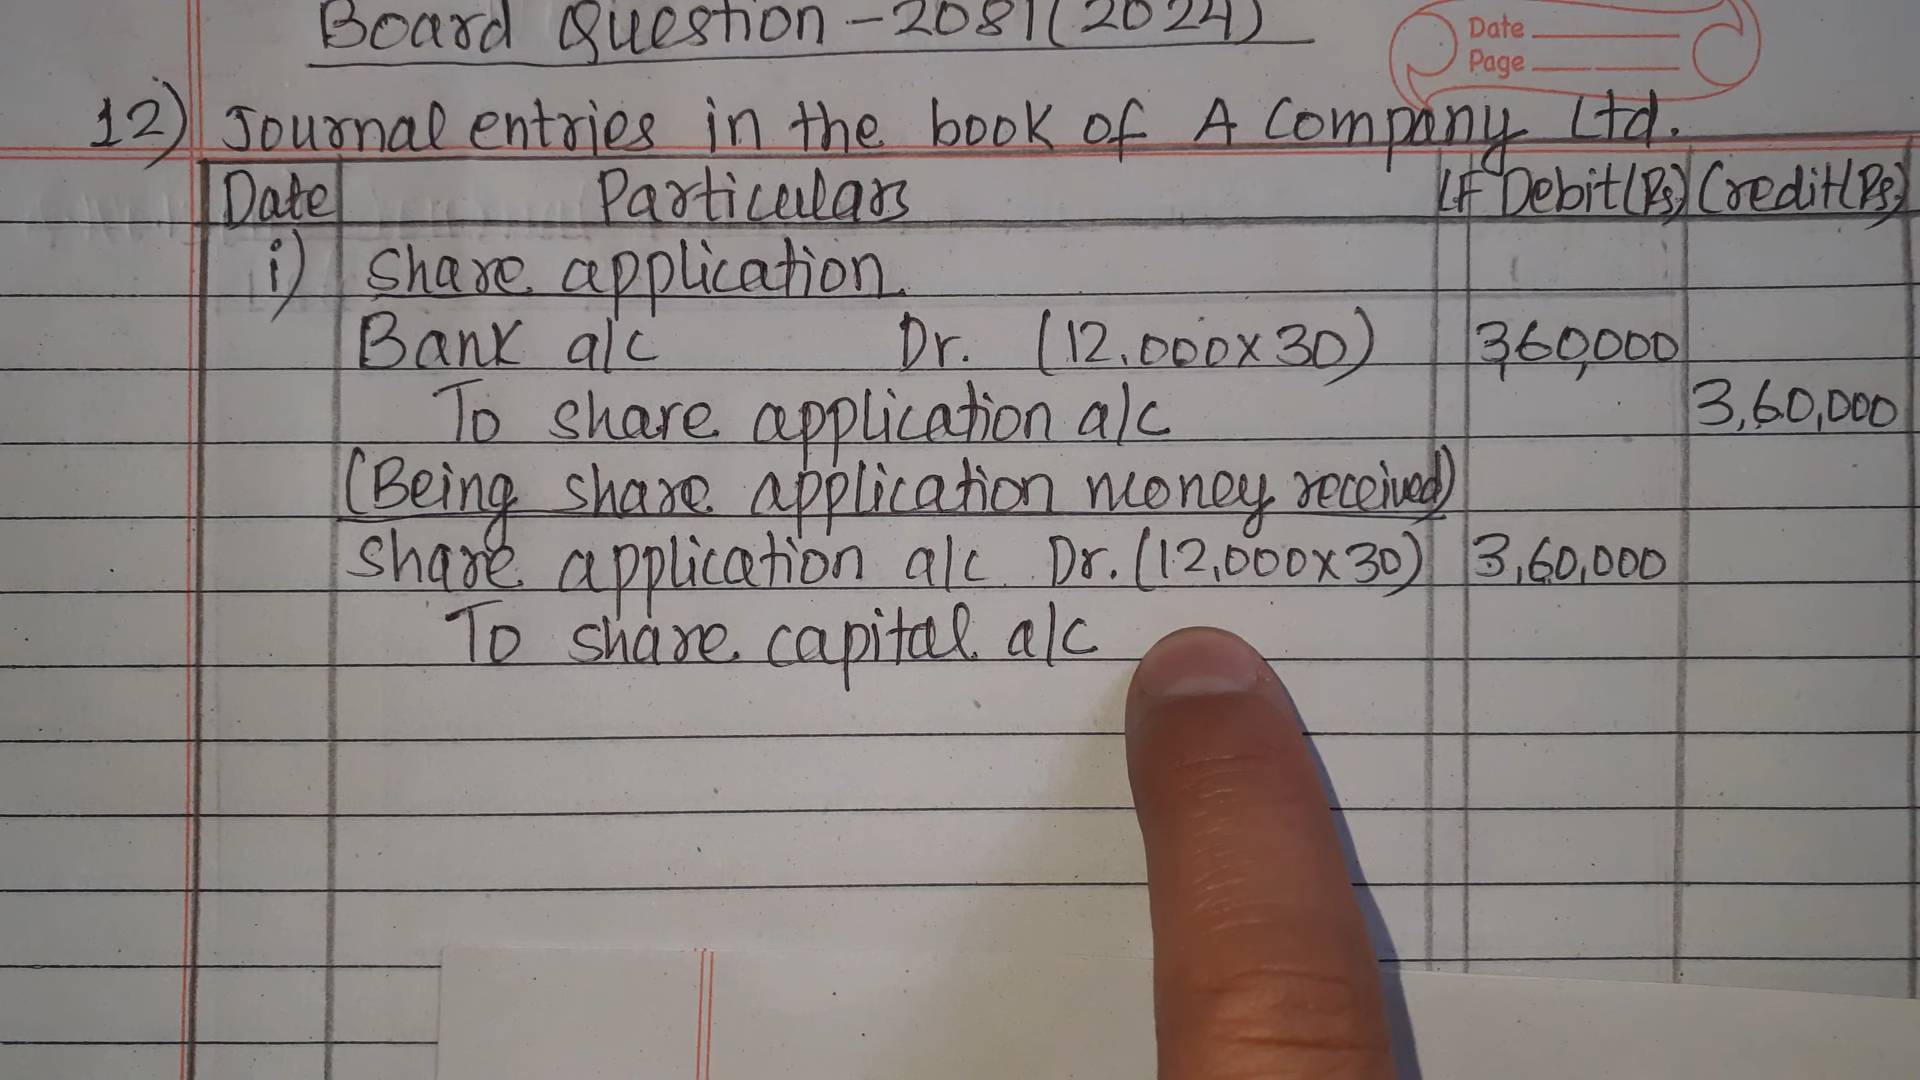 Board Question - 2081 (2024)
Date
Page
12) Journal entries in the book of A Company Ltd.
Date Particulars LF Debit(Rs) Credit(Rs)
i) Share application
Bank a/c Dr. (12,000x30) 3,60,000
To share application a/c 3,60,000
(Being share application money received)
Share application a/c Dr. (12,000x30) 3,60,000
To share capital a/c